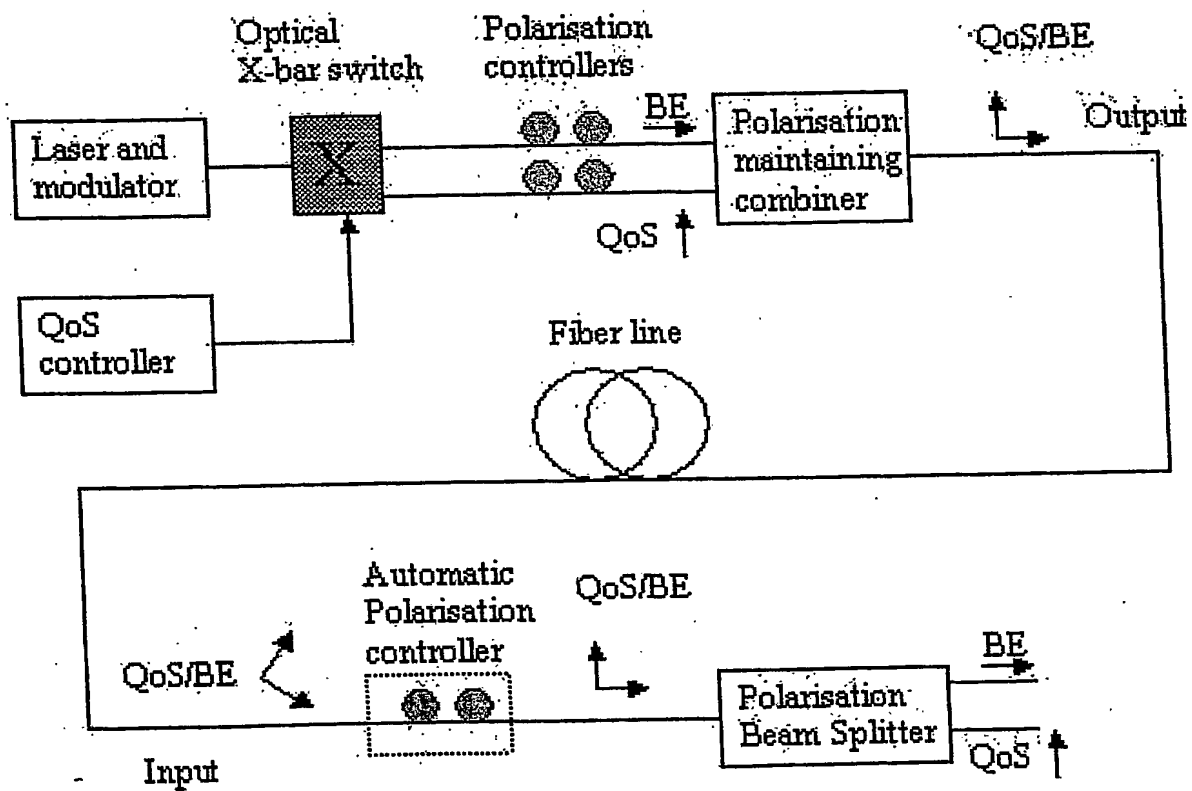 Optical
X-bar switch
Polarisation
controllers
QoS/BE
Laser and
modulator
X
BE
Polarisation
maintaining
combiner
Output
QoS
QoS
controller
Fiber line
Automatic
Polarisation
controller
QoS/BE
QoS/BE
BE
Polarisation
Beam Splitter
QoS
Input